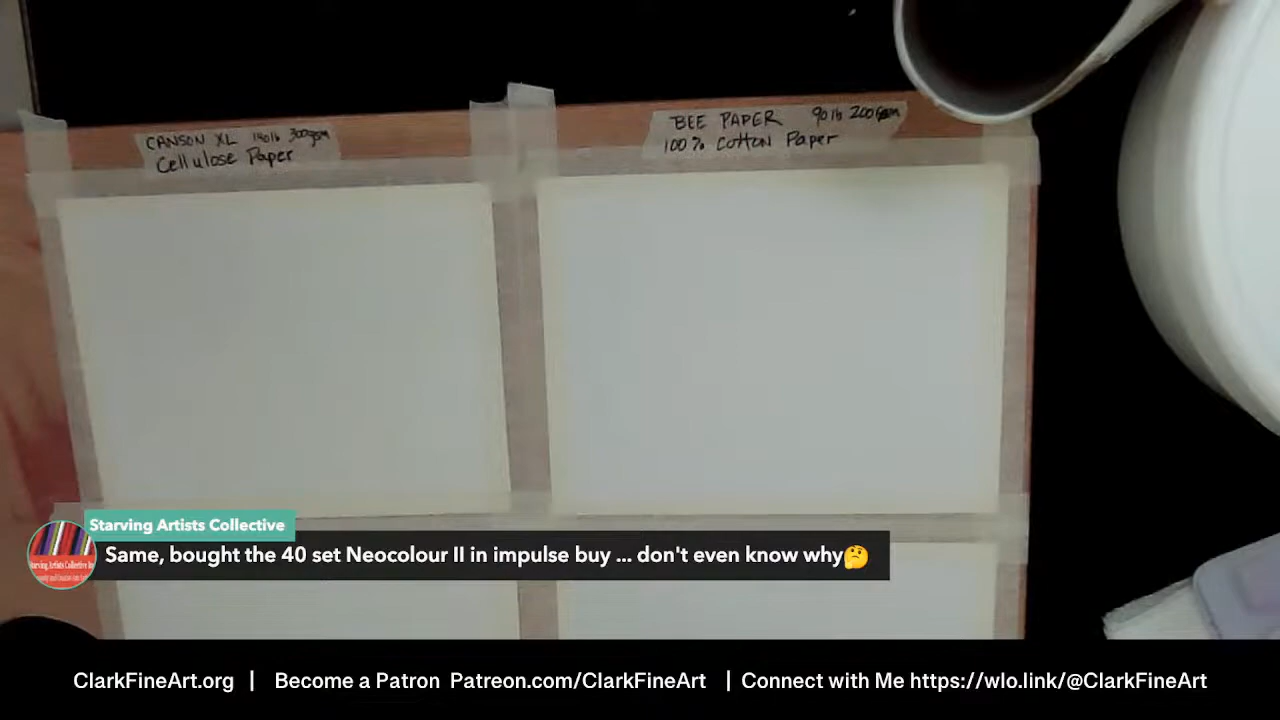 CANSON XL 140lb 300gsm
Cellulose Paper
BEE PAPER 90lb 200gsm
100% Cotton Paper
Starving Artists Collective
Same, bought the 40 set Neocolour II in impulse buy ... don't even know why🤔
ClarkFineArt.org | Become a Patron Patreon.com/ClarkFineArt | Connect with Me https://wlo.link/@ClarkFineArt